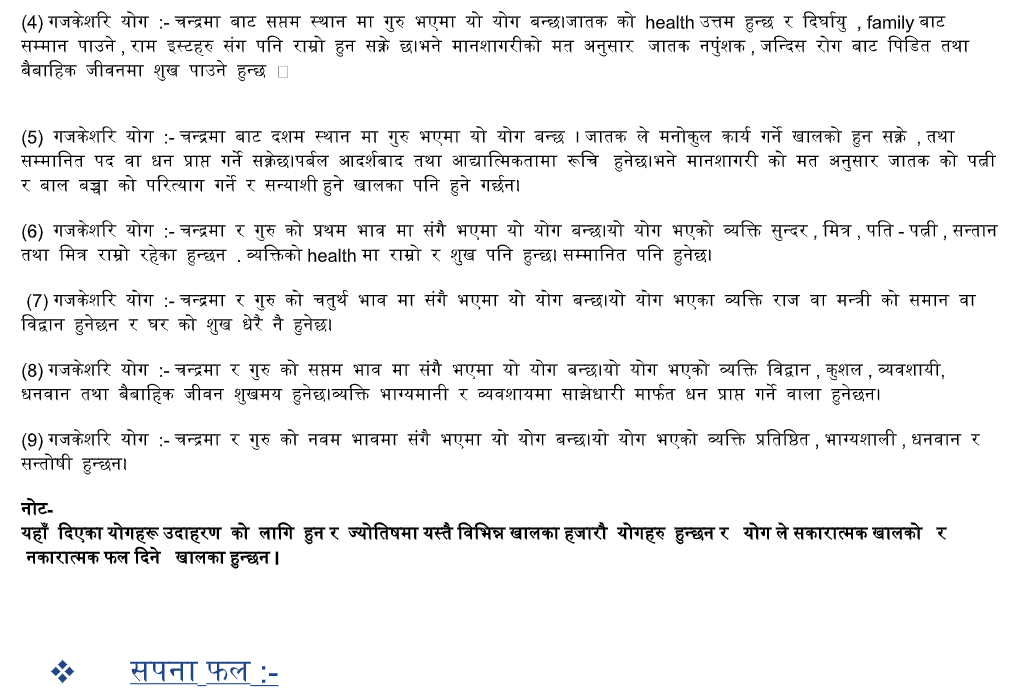 (4) गजकेशरि योग :- चन्द्रमा बाट सप्तम स्थान मा गुरु भएमा यो योग बन्छ।जातक को health उत्तम हुन्छ र दिर्घायु , family बाट
सम्मान पाउने , राम इस्टहरु संग पनि राम्रो हुन सक्ने छ।भने मानशागरीको मत अनुसार जातक नपुंशक , जन्दिस रोग बाट पिडित तथा
बैबाहिक जीवनमा शुख पाउने हुन्छ
(5) गजकेशरि योग :- चन्द्रमा बाट दशम स्थान मा गुरु भएमा यो योग बन्छ । जातक ले मनोकुल कार्य गर्ने खालको हुन सक्ने , तथा
सम्मानित पद वा धन प्राप्त गर्ने सक्नेछ।पर्बल आदर्शबाद तथा आद्यात्मिकतामा रूचि हुनेछ।भने मानशागरी को मत अनुसार जातक को पत्नी
र बाल बच्चा को परित्याग गर्ने र सन्याशी हुने खालका पनि हुने गर्छन।
(6) गजकेशरि योग :- चन्द्रमा र गुरु को प्रथम भाव मा संगै भएमा यो योग बन्छ।यो योग भएको व्यक्ति सुन्दर , मित्र , पति - पत्नी , सन्तान
तथा मित्र राम्रो रहेका हुन्छन . व्यक्तिको health मा राम्रो र शुख पनि हुन्छ। सम्मानित पनि हुनेछ।
(7) गजकेशरि योग :- चन्द्रमा र गुरु को चतुर्थ भाव मा संगै भएमा यो योग बन्छ।यो योग भएका व्यक्ति राज वा मन्त्री को समान वा
विद्वान हुनेछन र घर को शुख धेरै नै हुनेछ।
(8) गजकेशरि योग :- चन्द्रमा र गुरु को सप्तम भाव मा संगै भएमा यो योग बन्छ।यो योग भएको व्यक्ति विद्वान , कुशल , व्यवशायी,
धनवान तथा बैबाहिक जीवन शुखमय हुनेछ।व्यक्ति भाग्यमानी र व्यवशायमा साझेधारी मार्फत धन प्राप्त गर्ने वाला हुनेछन।
(9) गजकेशरि योग :- चन्द्रमा र गुरु को नवम भावमा संगै भएमा यो योग बन्छ।यो योग भएको व्यक्ति प्रतिष्ठित , भाग्यशाली , धनवान र
सन्तोषी हुन्छन।
नोट-
यहाँ दिएका योगहरू उदाहरण को लागि हुन र ज्योतिषमा यस्तै विभिन्न खालका हजारौ योगहरु हुन्छन र योग ले सकारात्मक खालको र
नकारात्मक फल दिने खालका हुन्छन ।
सपना फल :-